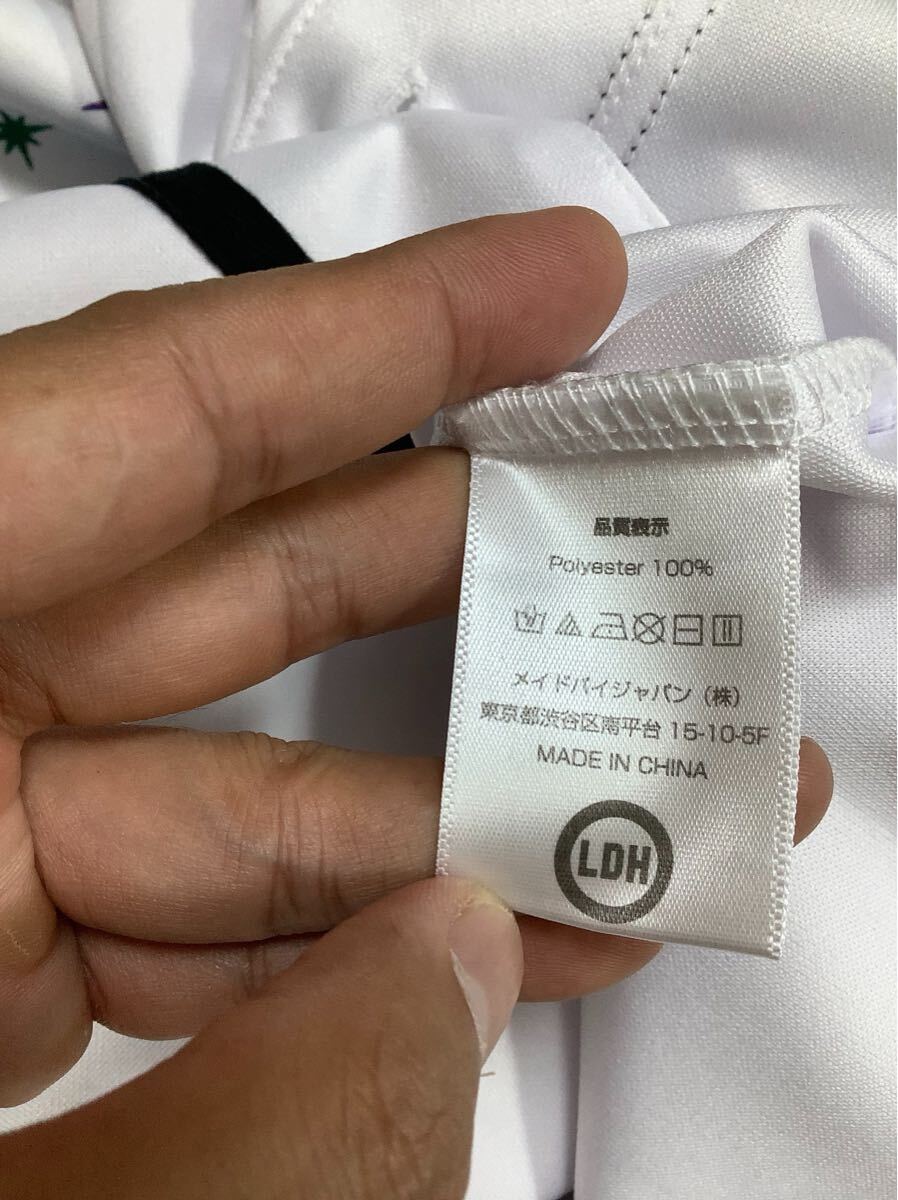 品質表示
Polyester 100%
メイドバイジャパン（株）
東京都渋谷区南平台 15-10-5F
MADE IN CHINA
LDH